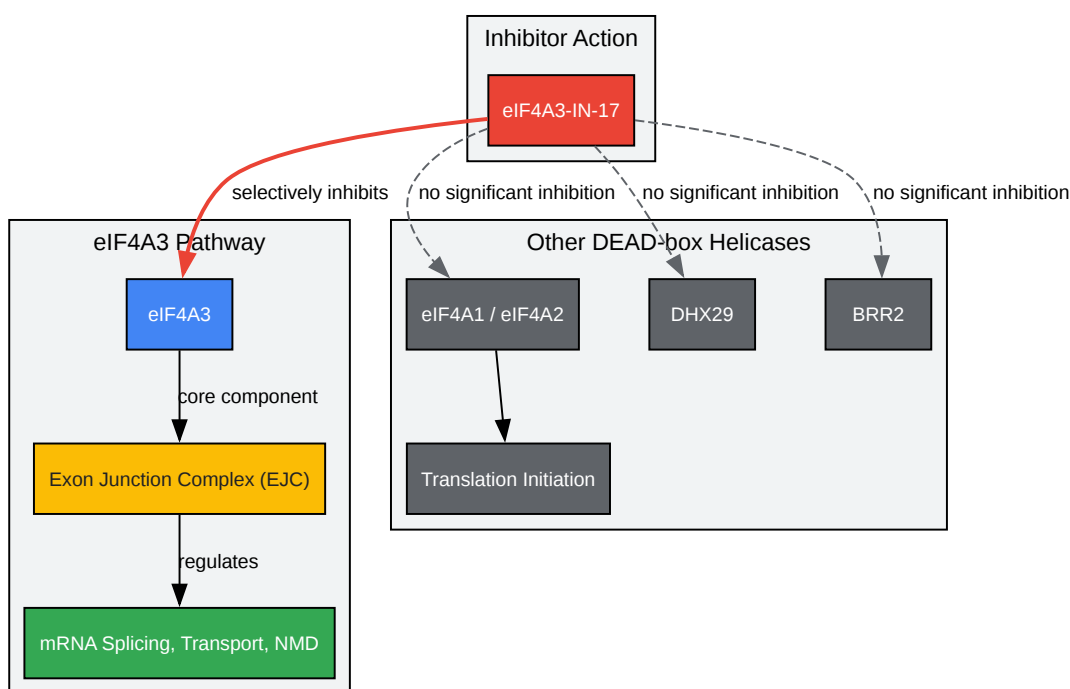 Inhibitor Action
eIF4A3-IN-17
selectively inhibits
no significant inhibition
no significant inhibition
no significant inhibition
eIF4A3 Pathway
Other DEAD-box Helicases
eIF4A3
eIF4A1 / eIF4A2
DHX29
BRR2
core component
Exon Junction Complex (EJC)
Translation Initiation
regulates
mRNA Splicing, Transport, NMD